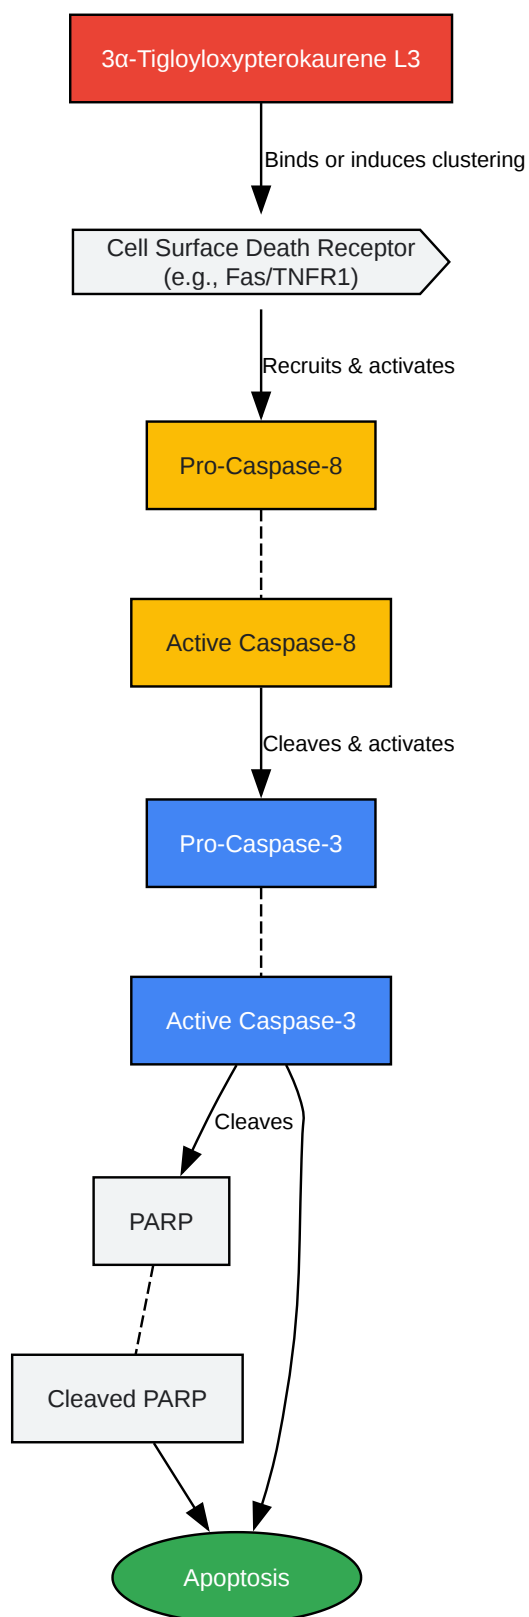 3α-Tigloyloxypterokaurene L3
Binds or induces clustering
Cell Surface Death Receptor
(e.g., Fas/TNFR1)
Recruits & activates
Pro-Caspase-8
Active Caspase-8
Cleaves & activates
Pro-Caspase-3
Active Caspase-3
Cleaves
PARP
Cleaved PARP
Apoptosis